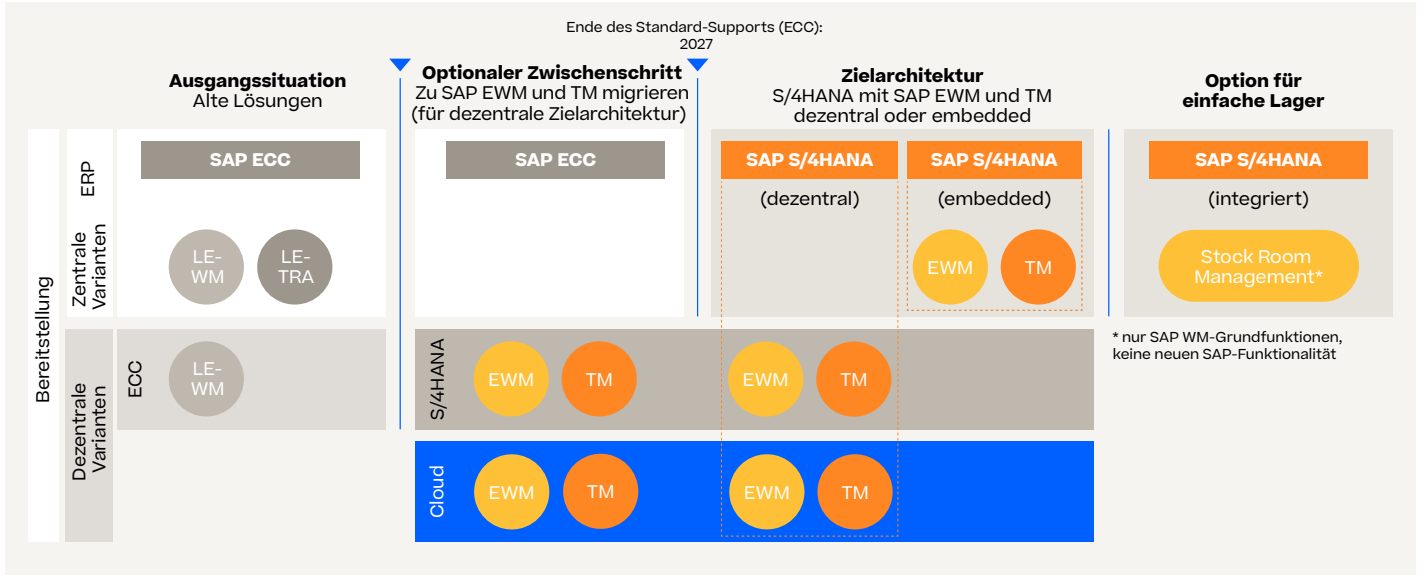 Ende des Standard-Supports (ECC):
2027
Ausgangssituation
Alte Lösungen
Optionaler Zwischenschritt
Zu SAP EWM und TM migrieren
(für dezentrale Zielarchitektur)
Zielarchitektur
S/4HANA mit SAP EWM und TM
dezentral oder embedded
Option für
einfache Lager
Bereitstellung
ERP
SAP ECC
SAP ECC
SAP S/4HANA
(dezentral)
SAP S/4HANA
(embedded)
SAP S/4HANA
(integriert)
Zentrale
Varianten
LE-
WM
LE-
TRA
EWM
TM
Stock Room
Management*
* nur SAP WM-Grundfunktionen,
keine neuen SAP-Funktionalität
Dezentrale
Varianten
ECC
LE-
WM
S/4HANA
EWM
TM
EWM
TM
Cloud
EWM
TM
EWM
TM